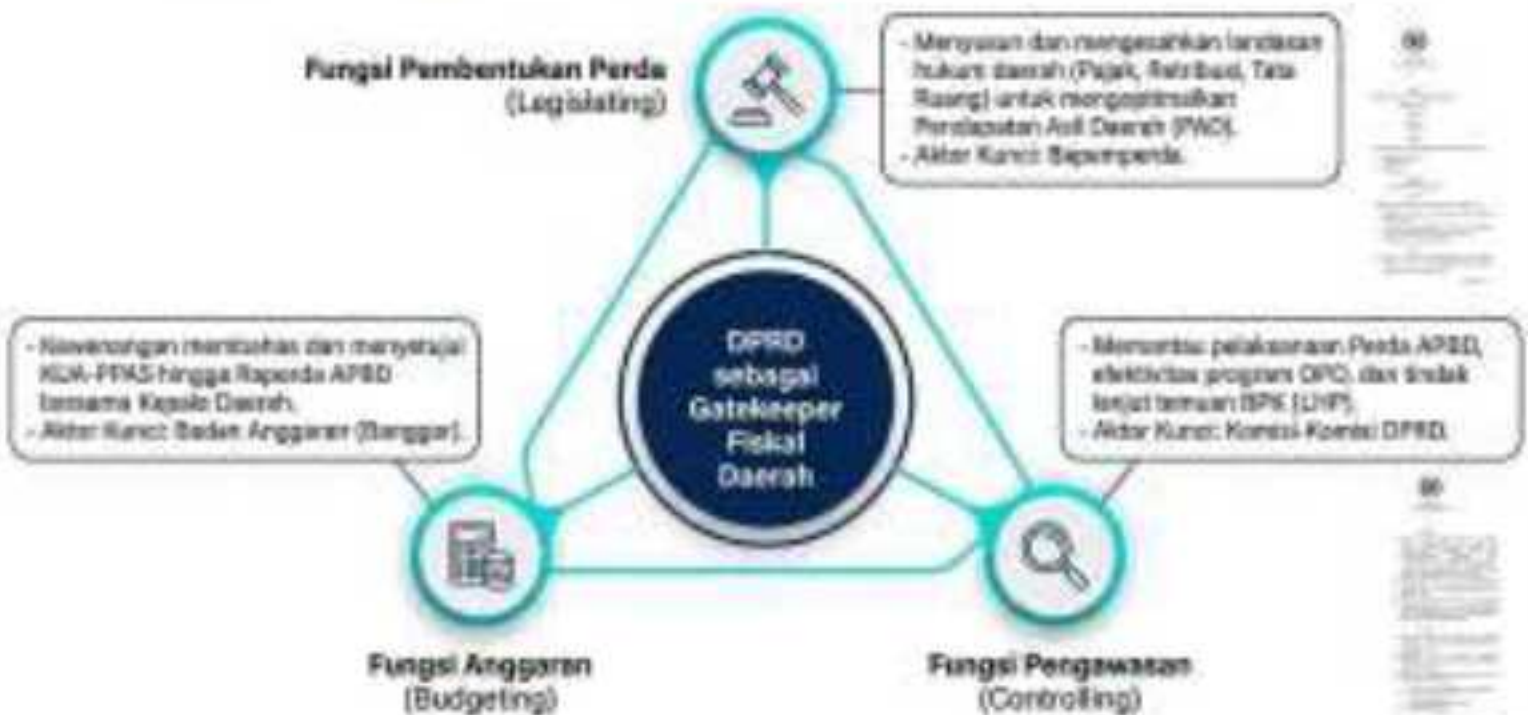 Fungsi Pembentukan Perda
(Legislating)
- Menyusun dan mengesahkan landasan
hukum daerah (Pajak, Retribusi, Tata
Ruang) untuk mengoptimalkan
Pendapatan Asli Daerah (PAD).
- Aktor Kunci: Bapemperda.
DPRD
sebagai
Gatekeeper
Fiskal
Daerah
- Kewenangan membahas dan menyetujui
KUA-PPAS hingga Raperda APBD
bersama Kepala Daerah.
- Aktor Kunci: Badan Anggaran (Banggar).
- Memantau pelaksanaan Perda APBD,
efektivitas program OPD, dan tindak
lanjut temuan BPK (LHP).
- Aktor Kunci: Komisi-Komisi DPRD.
Fungsi Anggaran
(Budgeting)
Fungsi Pengawasan
(Controlling)